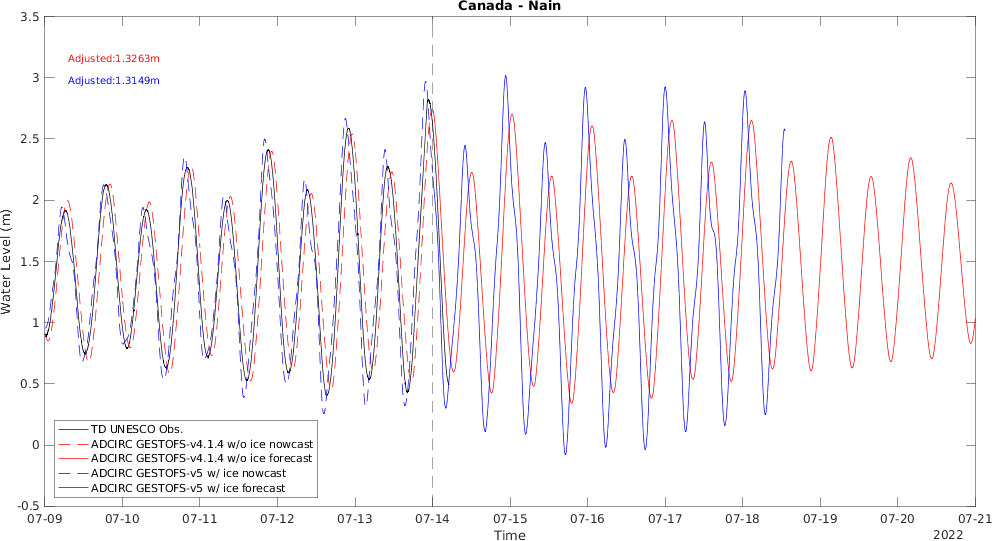 Canada - Nain
3.5
3
2.5
2
1.5
1
0.5
0
-0.5
Water Level (m)
Adjusted:1.3263m
Adjusted:1.3149m
TD UNESCO Obs.
ADCIRC GESTOFS-v4.1.4 w/o ice nowcast
ADCIRC GESTOFS-v4.1.4 w/o ice forecast
ADCIRC GESTOFS-v5 w/ ice nowcast
ADCIRC GESTOFS-v5 w/ ice forecast
07-09 07-10 07-11 07-12 07-13 07-14 07-15 07-16 07-17 07-18 07-19 07-20 07-21
Time
2022